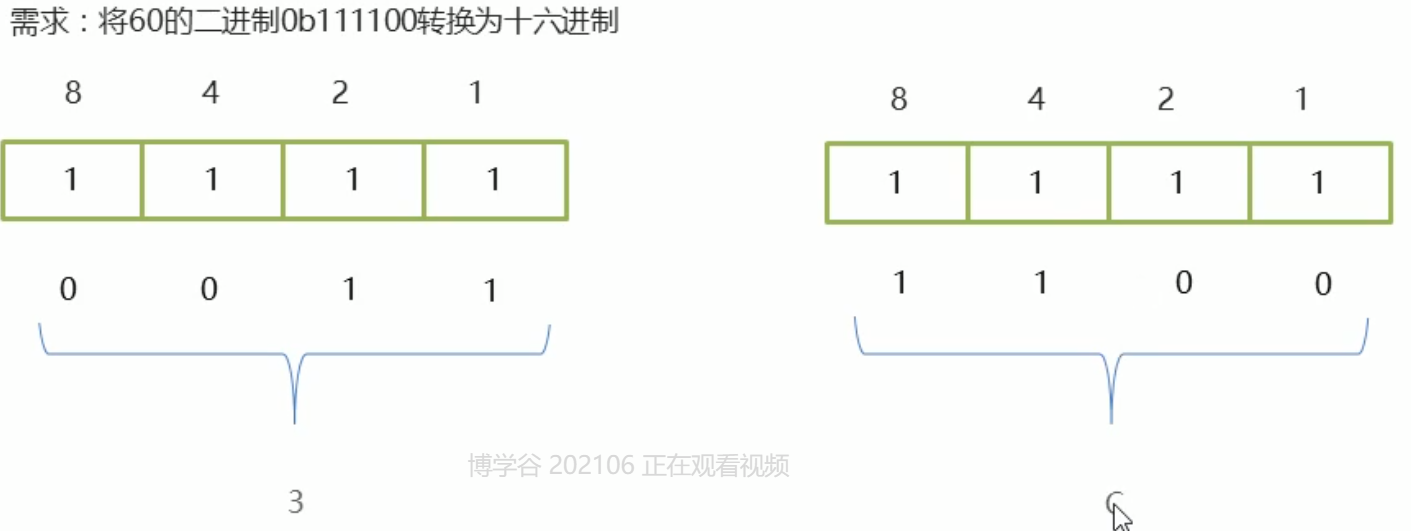 需求：将60的二进制0b111100转换为十六进制
8 4 2 1 8 4 2 1
1 1 1 1 1 1 1 1
0 0 1 1 1 1 0 0
博学谷 202106 正在观看视频
3 C